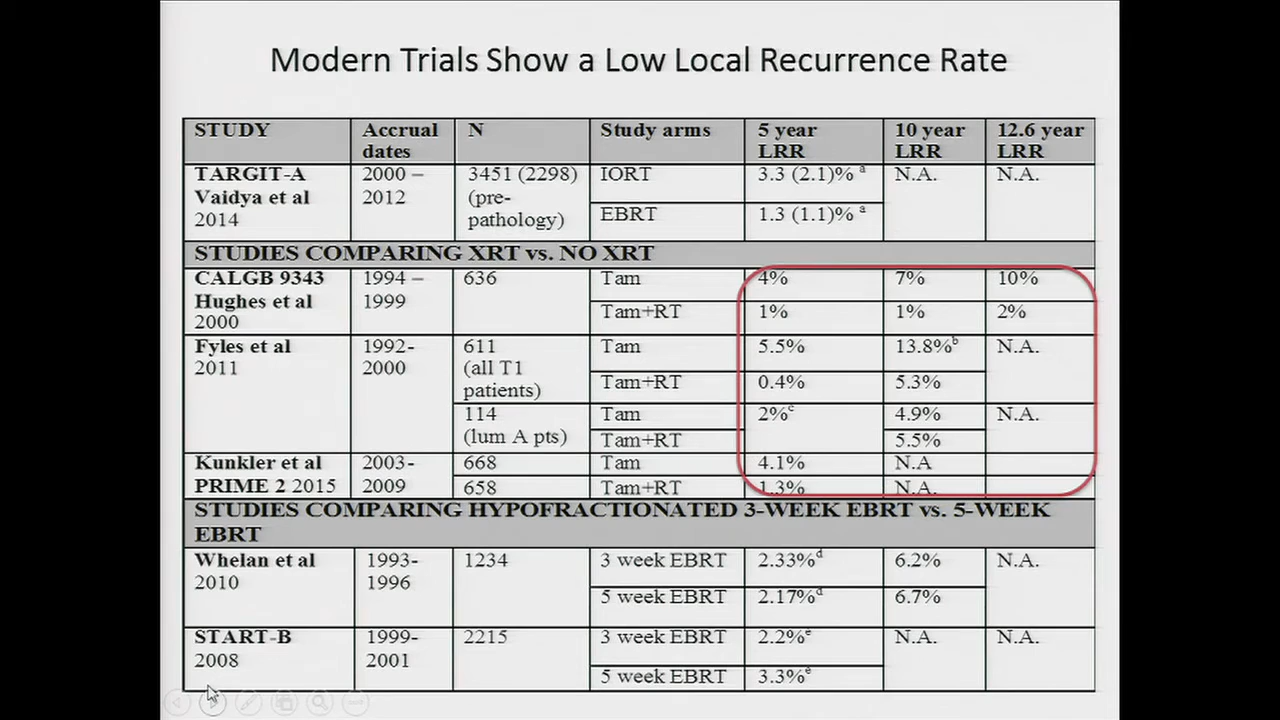 Modern Trials Show a Low Local Recurrence Rate
STUDY Accrual dates N Study arms 5 year LRR 10 year LRR 12.6 year LRR
TARGIT-A Vaidya et al 2014 2000 – 2012 3451 (2298) (pre-pathology) IORT 3.3 (2.1)% a N.A. N.A.
EBRT 1.3 (1.1)% a
STUDIES COMPARING XRT vs. NO XRT
CALGB 9343 Hughes et al 2000 1994 – 1999 636 Tam 4% 7% 10%
Tam+RT 1% 1% 2%
Fyles et al 2011 1992-2000 611 (all T1 patients) Tam 5.5% 13.8%b N.A.
Tam+RT 0.4% 5.3%
114 (lum A pts) Tam 2%c 4.9% N.A.
Tam+RT 5.5%
Kunkler et al PRIME 2 2015 2003-2009 668 Tam 4.1% N.A
658 Tam+RT 1.3% N.A.
STUDIES COMPARING HYPOFRACTIONATED 3-WEEK EBRT vs. 5-WEEK
EBRT
Whelan et al 2010 1993-1996 1234 3 week EBRT 2.33%d 6.2% N.A.
5 week EBRT 2.17%d 6.7%
START-B 2008 1999-2001 2215 3 week EBRT 2.2%e N.A. N.A.
5 week EBRT 3.3%e